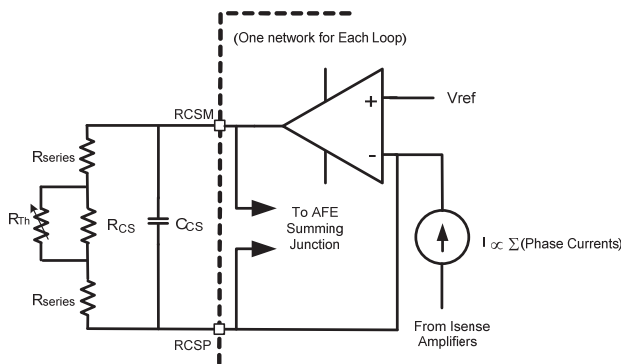 (One network for Each Loop)
RCSM
+
Vref
-
Rseries
RTh
RCS
CCS
To AFE
Summing
Junction
I ∝ Σ(Phase Currents)
Rseries
RCSP
From Isense
Amplifiers